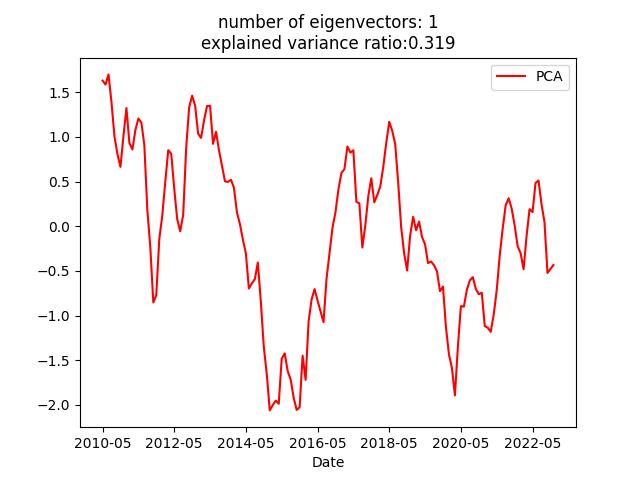 number of eigenvectors: 1
explained variance ratio:0.319
PCA
1.5
1.0
0.5
0.0
−0.5
−1.0
−1.5
−2.0
2010-05 2012-05 2014-05 2016-05 2018-05 2020-05 2022-05
Date